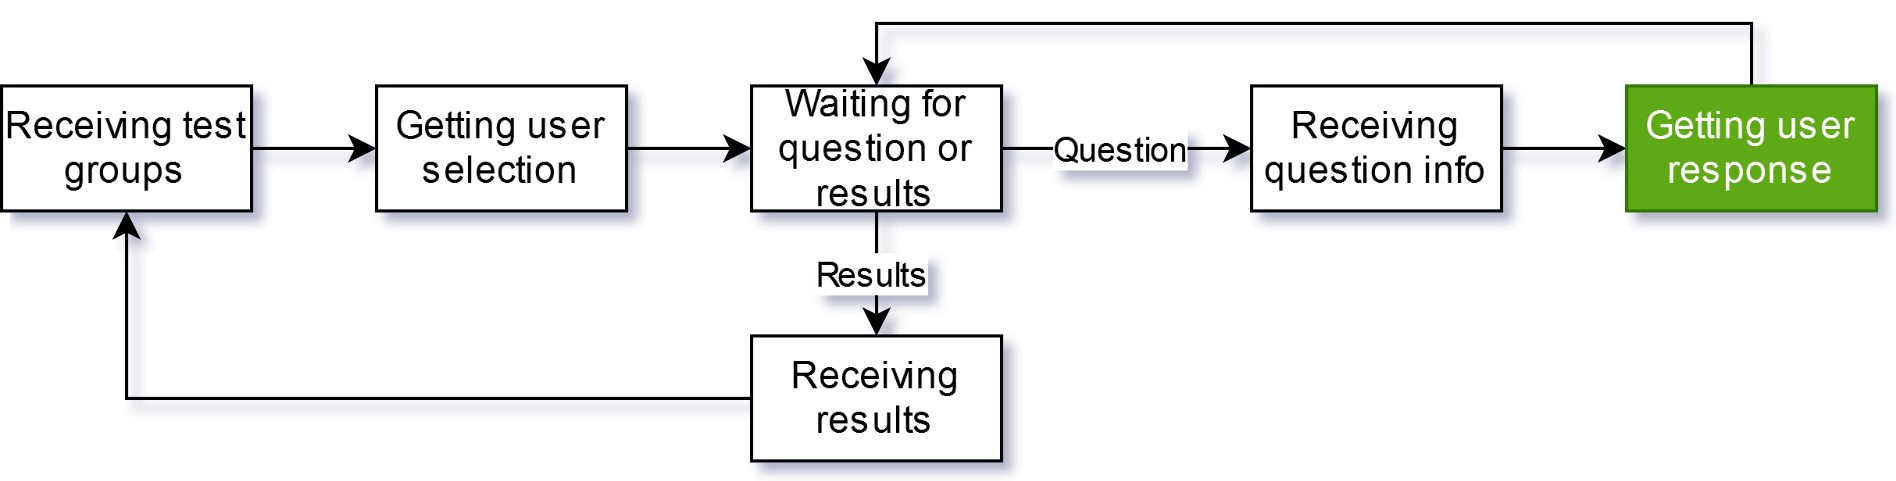 Receiving test
groups
Getting user
selection
Waiting for
question or
results
Question
Receiving
question info
Getting user
response
Results
Receiving
results